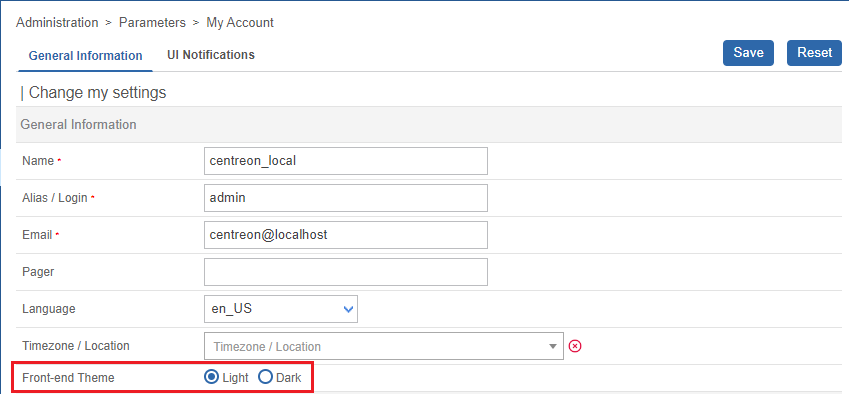 Administration > Parameters > My Account
General Information UI Notifications Save Reset
| Change my settings
General Information
Name * centreon_local
Alias / Login * admin
Email * centreon@localhost
Pager
Language en_US
Timezone / Location Timezone / Location
Front-end Theme Light Dark